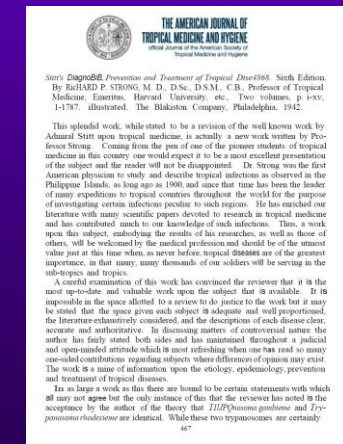 THE AMERICAN JOURNAL OF
TROPICAL MEDICINE AND HYGIENE
official Journal of the American Society of
Tropical Medicine and Hygiene
Stitt's DiagnoBiB, Prevention and Treatment of Tropical Dise4868. Sixth Edition.
By RicHARD P. STRONG, M. D., D.Sc., D.S.M., C.B., Professor of Tropical
Medicine, Emeritus, Harvard University, etc., Two volumes, p. i-xv,
1-1787. illustrated. The Blakiston Company, Philadelphia, 1942.
This splendid work, while stated to be a revision of the well known work by
Admiral Stitt upon tropical medicine, is actually a new work written by Pro-
fessor Strong. Coming from the pen of one of the pioneer students of tropical
medicine in this country one would expect it to be a most excellent presentation
of the subject and the reader will not be disappointed. Dr. Strong was the first
American physician to study and describe tropical infections as observed in the
Philippine Islands, as long ago as 1900, and since that time has been the leader
of many expeditions to tropical countries throughout the world for the purpose
of investigating certain infections peculiar to such regions. He has enriched our
literature with many scientific papers devoted to research in tropical medicine
and has contributed much to our knowledge of such infections. Thus, a work
upon this subject, embodying the results of his researches, as well as those of
others, will be welcomed by the medical profession and should be of the utmost
value just at this time when, as never before, tropical diseases are of the greatest
importance, in that many, many thousands of our soldiers will be serving in the
sub-tropics and tropics.
A careful examination of this work has convinced the reviewer that it is the
most up-to-date and valuable work upon the subject that is available. It is
impossible in the space allotted to a review to do justice to the work but it may
be stated that the space given each subject is adequate and well proportioned,
the literature exhaustively considered, and the descriptions of each disease clear,
accurate and authoritative. In discussing matters of controversial nature the
author has fairly stated both sides and has maintained throughout a judicial
and open-minded attitude which is most refreshing when one has read so many
one-sided contributions regarding subjects where differences of opinion may exist.
The work is a mine of information upon the etiology, epidemiology, prevention
and treatment of tropical diseases.
In as large a work as this there are bound to be certain statements with which
all may not agree but the only instance of this that the reviewer has noted is the
acceptance by the author of the theory that gambiense and Try-
panosoma rhodesiense are identical. While these two trypanosomes are certainly
467